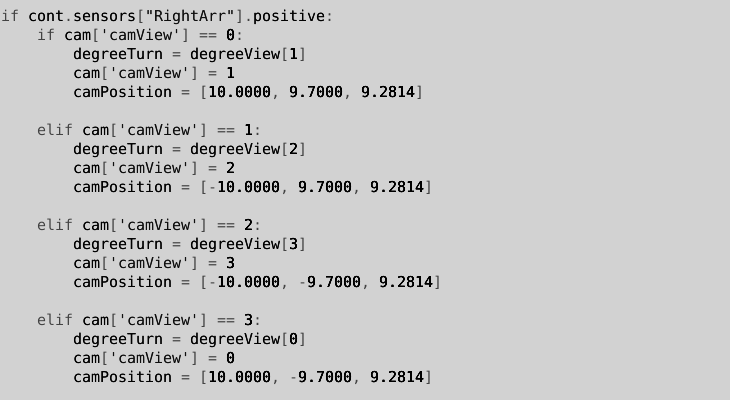 if cont.sensors["RightArr"].positive:
    if cam['camView'] == 0:
        degreeTurn = degreeView[1]
        cam['camView'] = 1
        camPosition = [10.0000, 9.7000, 9.2814]

    elif cam['camView'] == 1:
        degreeTurn = degreeView[2]
        cam['camView'] = 2
        camPosition = [-10.0000, 9.7000, 9.2814]

    elif cam['camView'] == 2:
        degreeTurn = degreeView[3]
        cam['camView'] = 3
        camPosition = [-10.0000, -9.7000, 9.2814]

    elif cam['camView'] == 3:
        degreeTurn = degreeView[0]
        cam['camView'] = 0
        camPosition = [10.0000, -9.7000, 9.2814]